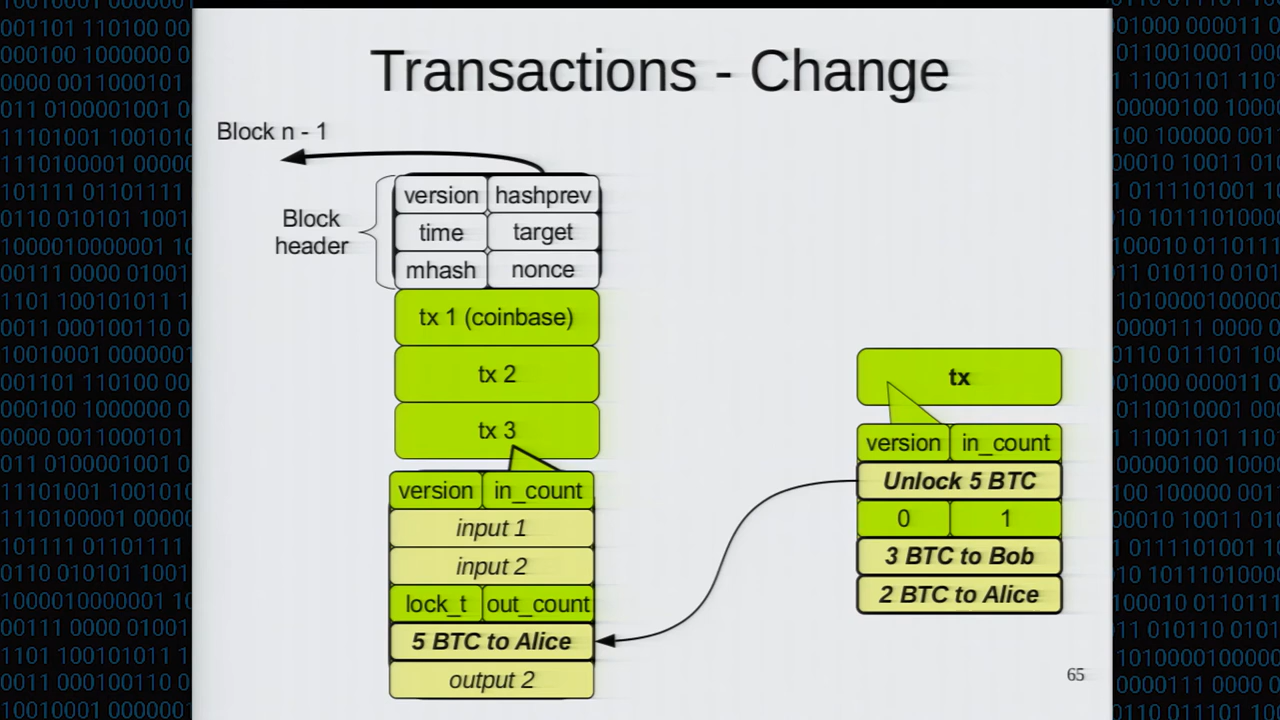 Transactions - Change
Block n - 1
Block
header
version hashprev
time target
mhash nonce
tx 1 (coinbase)
tx 2
tx 3
version in_count
input 1
input 2
lock_t out_count
5 BTC to Alice
output 2
tx
version in_count
Unlock 5 BTC
0 1
3 BTC to Bob
2 BTC to Alice
65